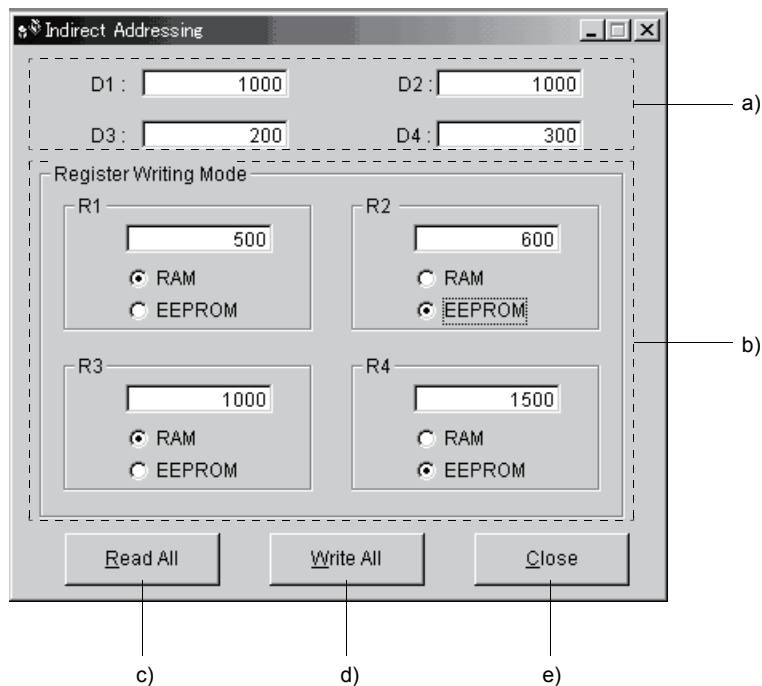 Indirect Addressing
D1 : 1000 D2 : 1000
a)
D3 : 200 D4 : 300
Register Writing Mode
R1 R2
500 600
RAM RAM
EEPROM EEPROM
b)
R3 R4
1000 1500
RAM RAM
EEPROM EEPROM
Read All Write All Close
c) d) e)